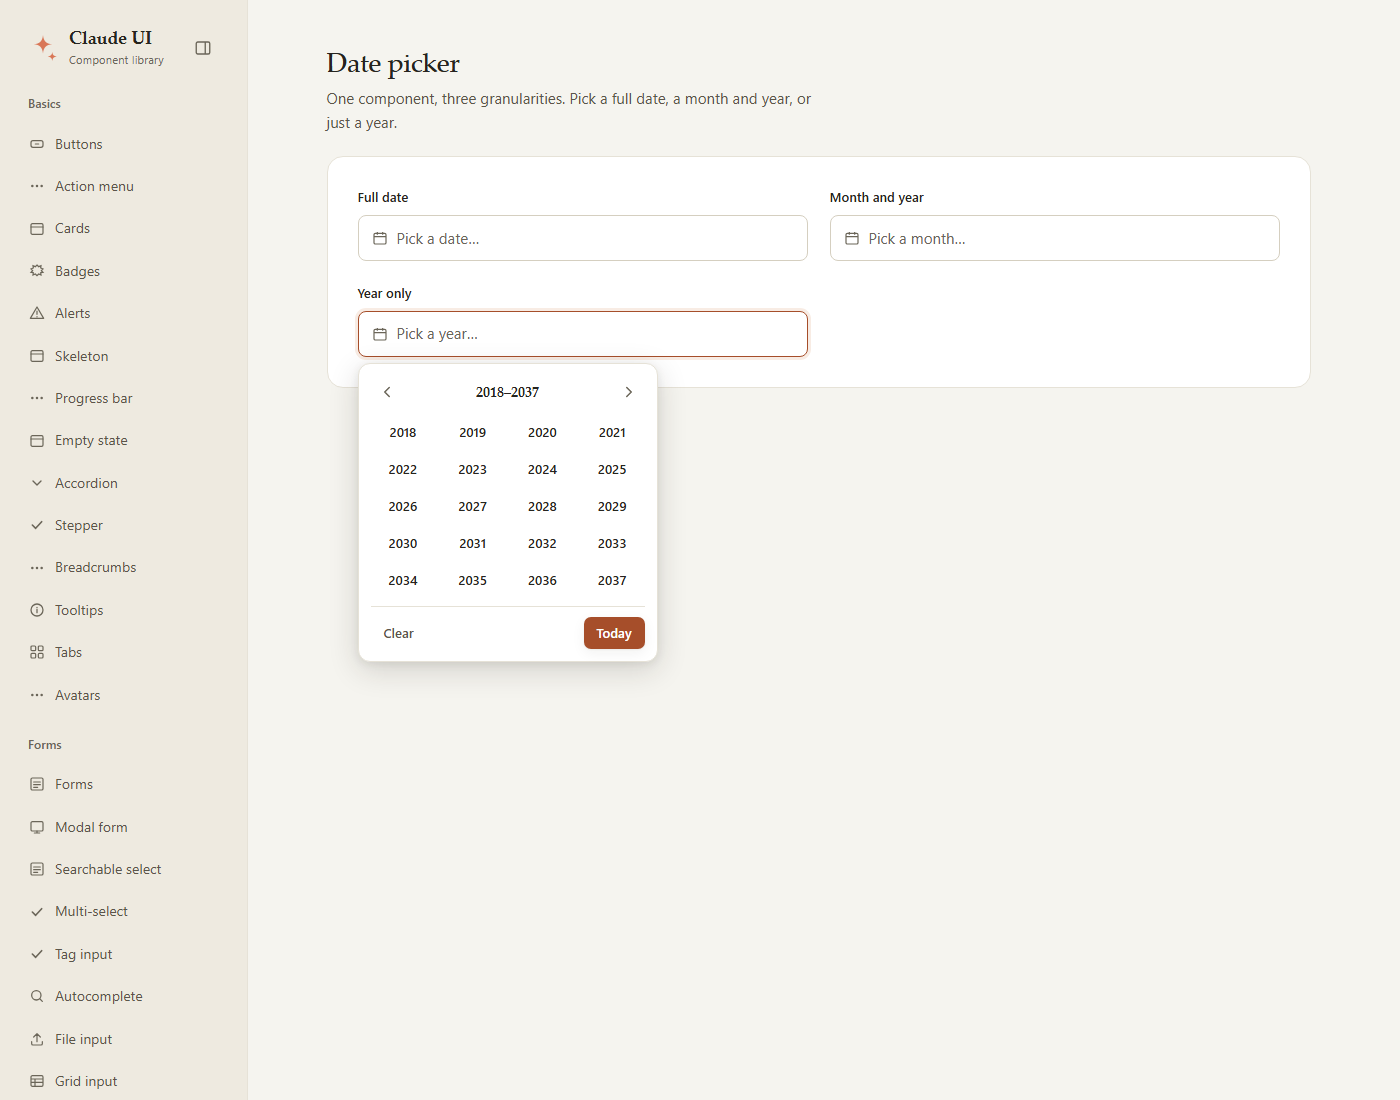 Claude UI
Component library
Basics
Buttons
Action menu
Cards
Badges
Alerts
Skeleton
Progress bar
Empty state
Accordion
Stepper
Breadcrumbs
Tooltips
Tabs
Avatars
Forms
Forms
Modal form
Searchable select
Multi-select
Tag input
Autocomplete
File input
Grid input
Date picker
One component, three granularities. Pick a full date, a month and year, or
just a year.
Full date
Pick a date...
Month and year
Pick a month...
Year only
Pick a year...
2018–2037
2018 2019 2020 2021
2022 2023 2024 2025
2026 2027 2028 2029
2030 2031 2032 2033
2034 2035 2036 2037
Clear
Today